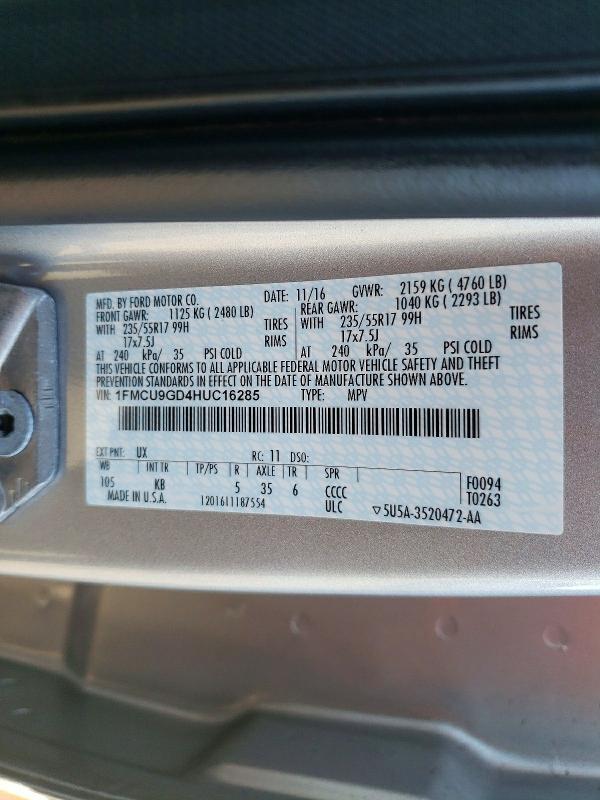 MFD. BY FORD MOTOR CO. DATE: 11/16 GVWR: 2159 KG ( 4760 LB)
FRONT GAWR: 1125 KG ( 2480 LB) REAR GAWR: 1040 KG ( 2293 LB)
WITH 235/55R17 99H TIRES WITH 235/55R17 99H TIRES
17x7.5J RIMS 17x7.5J RIMS
AT 240 kPa/ 35 PSI COLD AT 240 kPa/ 35 PSI COLD
THIS VEHICLE CONFORMS TO ALL APPLICABLE FEDERAL MOTOR VEHICLE SAFETY AND THEFT
PREVENTION STANDARDS IN EFFECT ON THE DATE OF MANUFACTURE SHOWN ABOVE.
VIN: 1FMCU9GD4HUC16285 TYPE: MPV
EXT PNT: UX RC: 11 DSO:
WB INT TR TP/PS R AXLE TR SPR
105 KB 5 35 6 CCCC F0094
MADE IN U.S.A. 1201611187554 ULC T0263
▽5U5A-3520472-AA